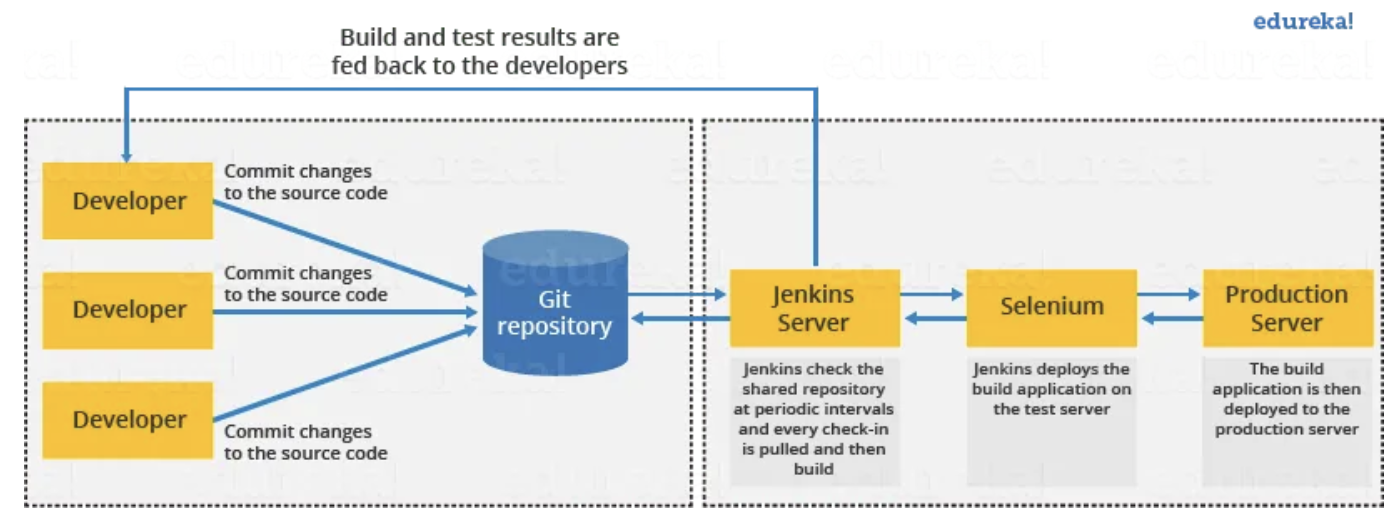 edureka!
Build and test results are
fed back to the developers
Developer
Commit changes
to the source code
Developer
Commit changes
to the source code
Developer
Commit changes
to the source code
Git
repository
Jenkins
Server
Jenkins check the
shared repository
at periodic intervals
and every check-in
is pulled and then
build
Selenium
Jenkins deploys the
build application on
the test server
Production
Server
The build
application is then
deployed to the
production server